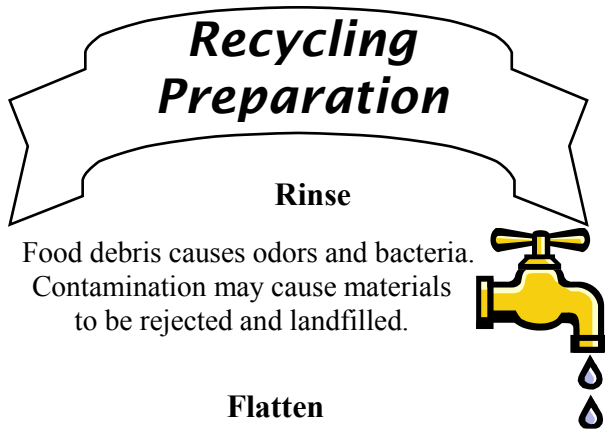 Recycling
Preparation
Rinse
Food debris causes odors and bacteria.
Contamination may cause materials
to be rejected and landfilled.
Flatten